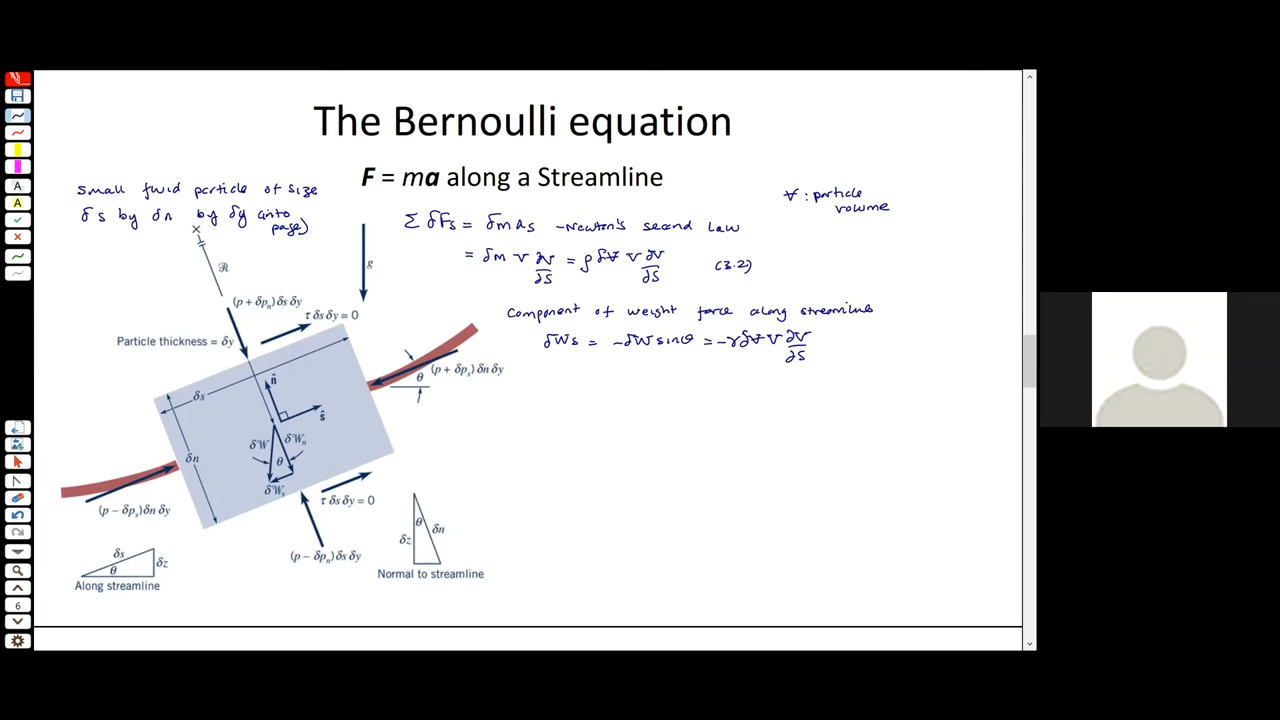 The Bernoulli equation
F = ma along a Streamline
small fluid particle of size
δs by δn by δy (into
page)
∀ : particle
volume
Σ δFs = δm as - Newton's second law
= δm V ∂V/∂S = ρ δ∀ V ∂V/∂S (3.2)
Component of weight force along streamline
δWs = -δW sinθ = -γδ∀ V ∂V/∂S
ℛ
g
(p + δpₙ) δs δy
τ δs δy = 0
Particle thickness = δy
θ
(p + δpₛ) δn δy
n̂
δs
ŝ
δ𝒲
δ𝒲ₙ
δn
θ
δ𝒲ₛ
τ δs δy = 0
(p − δpₛ) δn δy
θ
δn
δz
(p − δpₙ) δs δy
δs
θ
δz
Normal to streamline
Along streamline
A
A
6